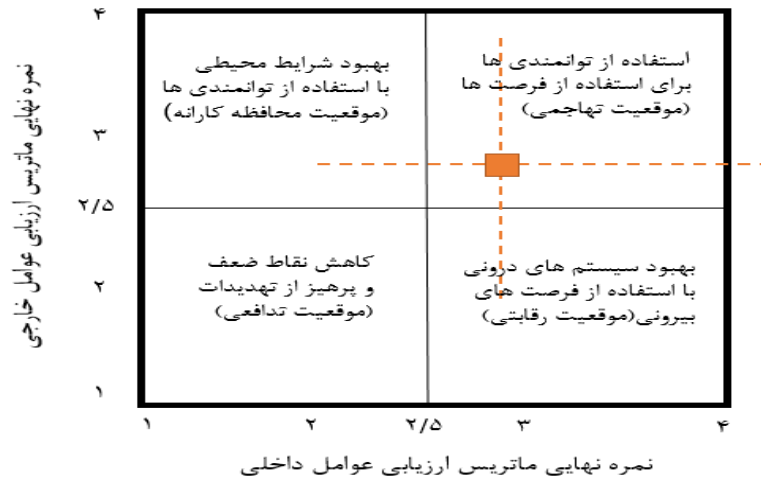 نمره نهایی ماتریس ارزیابی عوامل خارجی
۴
۳
۲/۵
۲
۱
استفاده از توانمندی ها
برای استفاده از فرصت ها
(موقعیت تهاجمی)
بهبود شرایط محیطی
با استفاده از توانمندی ها
(موقعیت محافظه کارانه)
بهبود سیستم های درونی
با استفاده از فرصت های
بیرونی(موقعیت رقابتی)
کاهش نقاط ضعف
و پرهیز از تهدیدات
(موقعیت تدافعی)
۱
۲
۲/۵
۳
۴
نمره نهایی ماتریس ارزیابی عوامل داخلی